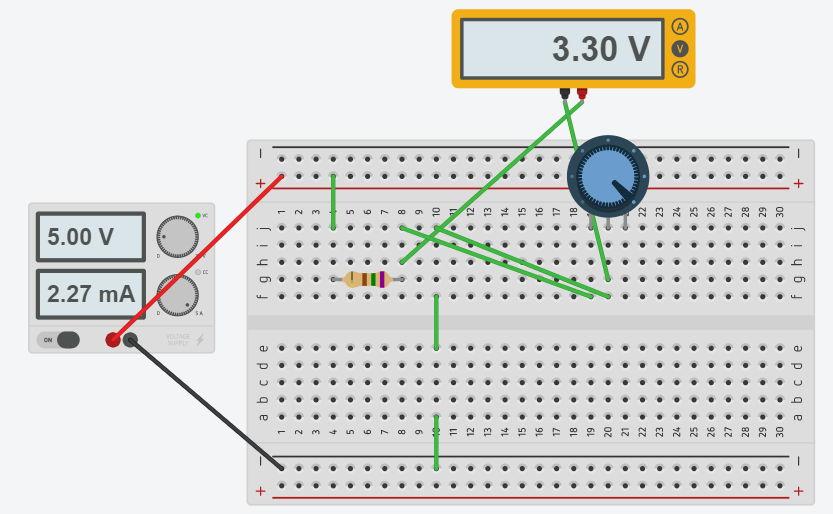 3.30 V
A
V
R
5.00 V
2.27 mA
CC
5 A
ON
VOLTAGE
SUPPLY
− −
+ +
1 2 3 4 5 6 7 8 9 10 11 12 13 14 15 16 17 18 19 20 21 22 23 24 25 26 27 28 29 30
j j
i i
h h
g g
f f
e e
d d
c c
b b
a a
1 2 3 4 5 6 7 8 9 10 11 12 13 14 15 16 17 18 19 20 21 22 23 24 25 26 27 28 29 30
− −
+ +